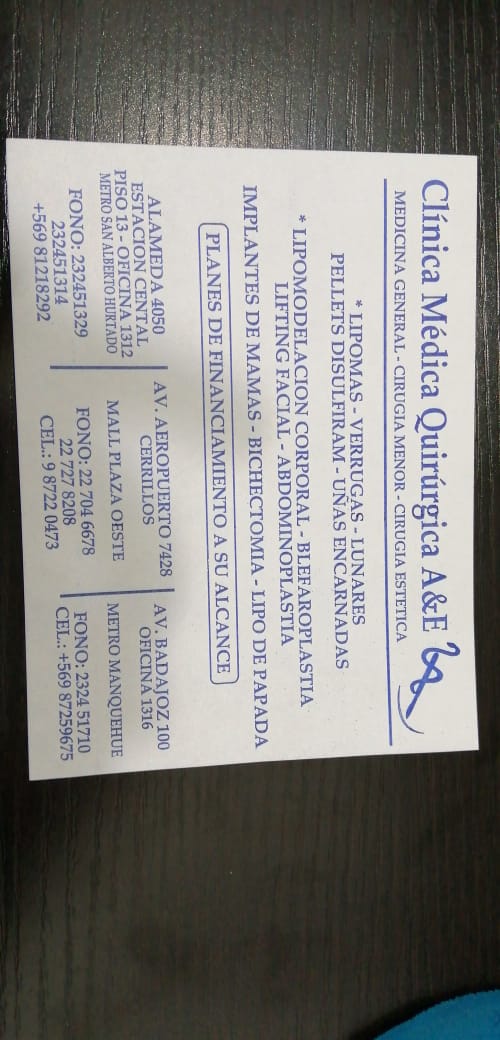 Clínica Médica Quirúrgica A&E
MEDICINA GENERAL - CIRUGIA MENOR - CIRUGIA ESTETICA
* LIPOMAS - VERRUGAS - LUNARES
PELLETS DISULFIRAM - UÑAS ENCARNADAS
* LIPOMODELACION CORPORAL - BLEFAROPLASTIA
LIFTING FACIAL - ABDOMINOPLASTIA
IMPLANTES DE MAMAS - BICHECTOMIA - LIPO DE PAPADA
PLANES DE FINANCIAMIENTO A SU ALCANCE
ALAMEDA 4050
ESTACION CENTAL
PISO 13 - OFICINA 1312
METRO SAN ALBERTO HURTADO
FONO: 232451329
232451314
+569 81218292
AV. AEROPUERTO 7428
CERRILLOS
MALL PLAZA OESTE
FONO: 22 704 6678
22 727 8208
CEL.: 9 8722 0473
AV. BADAJOZ 100
OFICINA 1316
METRO MANQUEHUE
FONO: 2324 51710
CEL.: +569 87259675